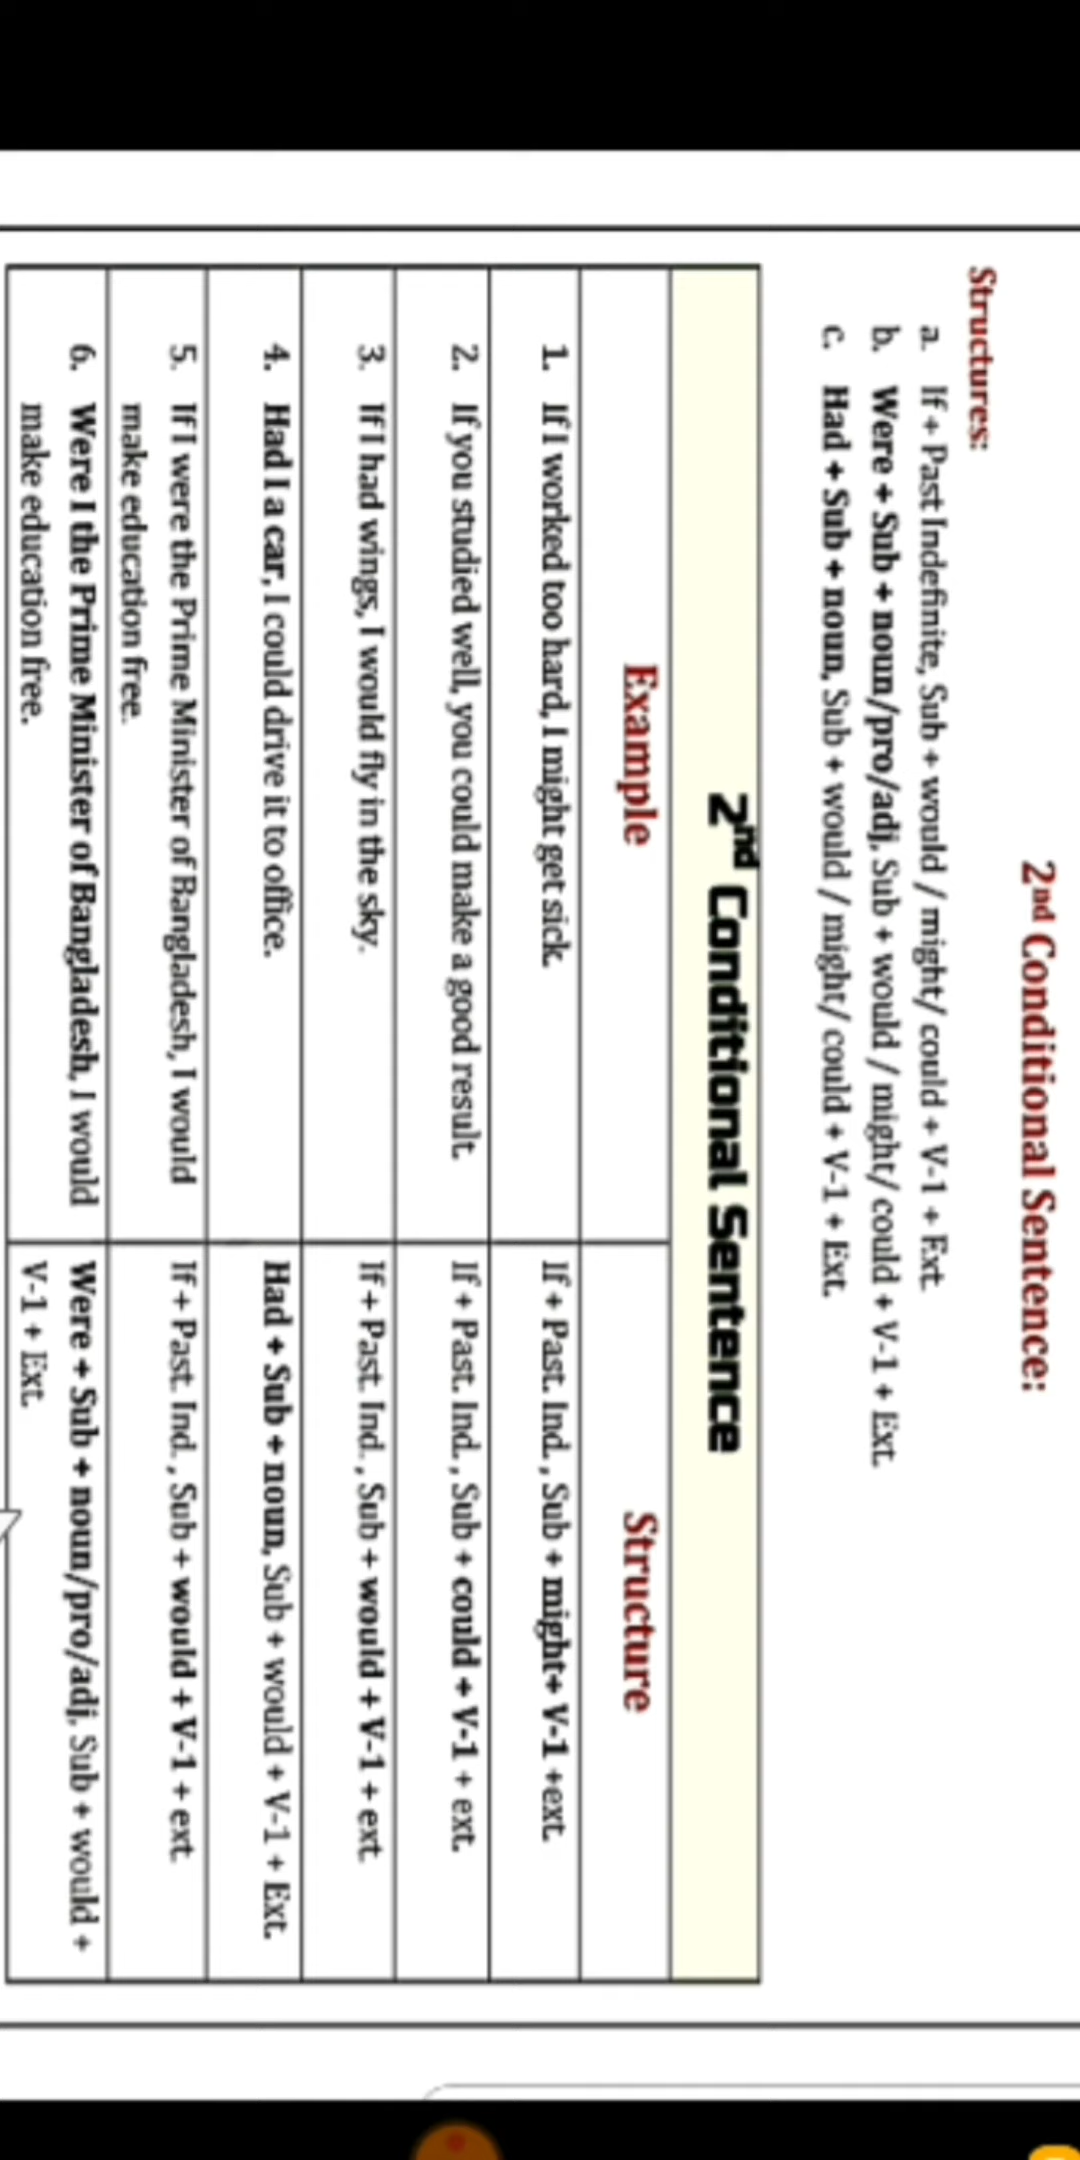 2nd Conditional Sentence:
Structures:
a. If + Past Indefinite, Sub + would / might/ could + V-1 + Ext.
b. Were + Sub + noun/pro/adj, Sub + would / might/ could + V-1 + Ext.
c. Had + Sub + noun, Sub + would / might/ could + V-1 + Ext.
2nd Conditional Sentence
Example Structure
1. If I worked too hard, I might get sick. If + Past. Ind. , Sub + might+ V-1 +ext.
2. If you studied well, you could make a good result. If + Past. Ind. , Sub + could + V-1 + ext.
3. If I had wings, I would fly in the sky. If + Past. Ind. , Sub + would + V-1 + ext.
4. Had I a car, I could drive it to office. Had + Sub + noun, Sub + would + V-1 + Ext.
5. If I were the Prime Minister of Bangladesh, I would
make education free.
If + Past. Ind. , Sub + would + V-1 + ext.
6. Were I the Prime Minister of Bangladesh, I would
make education free.
Were + Sub + noun/pro/adj, Sub + would +
V-1 + Ext.